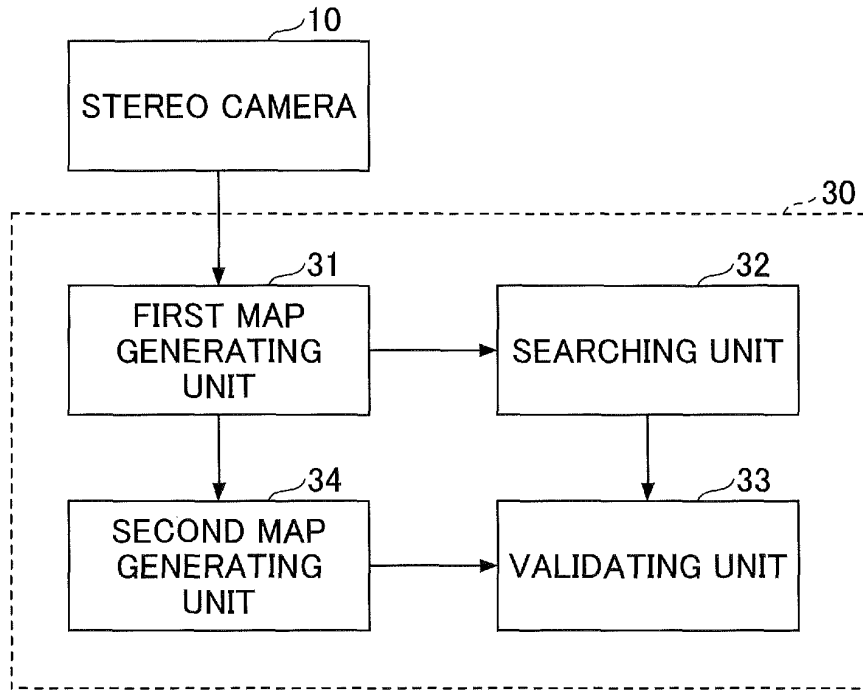 10
STEREO CAMERA
30
31
FIRST MAP
GENERATING
UNIT
32
SEARCHING UNIT
34
SECOND MAP
GENERATING
UNIT
33
VALIDATING UNIT